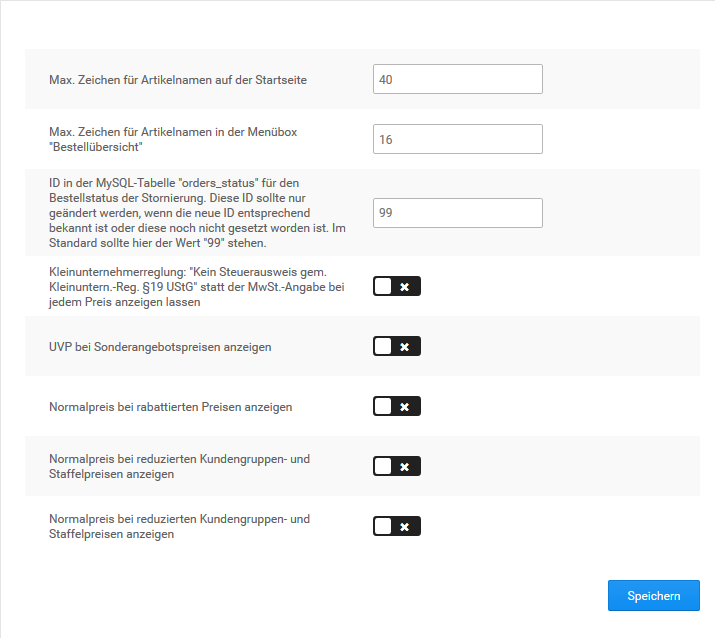 Max. Zeichen für Artikelnamen auf der Startseite
40
Max. Zeichen für Artikelnamen in der Menübox
"Bestellübersicht"
16
ID in der MySQL-Tabelle "orders_status" für den
Bestellstatus der Stornierung. Diese ID sollte nur
geändert werden, wenn die neue ID entsprechend
bekannt ist oder diese noch nicht gesetzt worden ist. Im
Standard sollte hier der Wert "99" stehen.
99
Kleinunternehmerreglung: "Kein Steuerausweis gem.
Kleinuntern.-Reg. §19 UStG" statt der MwSt.-Angabe bei
jedem Preis anzeigen lassen
UVP bei Sonderangebotspreisen anzeigen
Normalpreis bei rabattierten Preisen anzeigen
Normalpreis bei reduzierten Kundengruppen- und
Staffelpreisen anzeigen
Normalpreis bei reduzierten Kundengruppen- und
Staffelpreisen anzeigen
Speichern